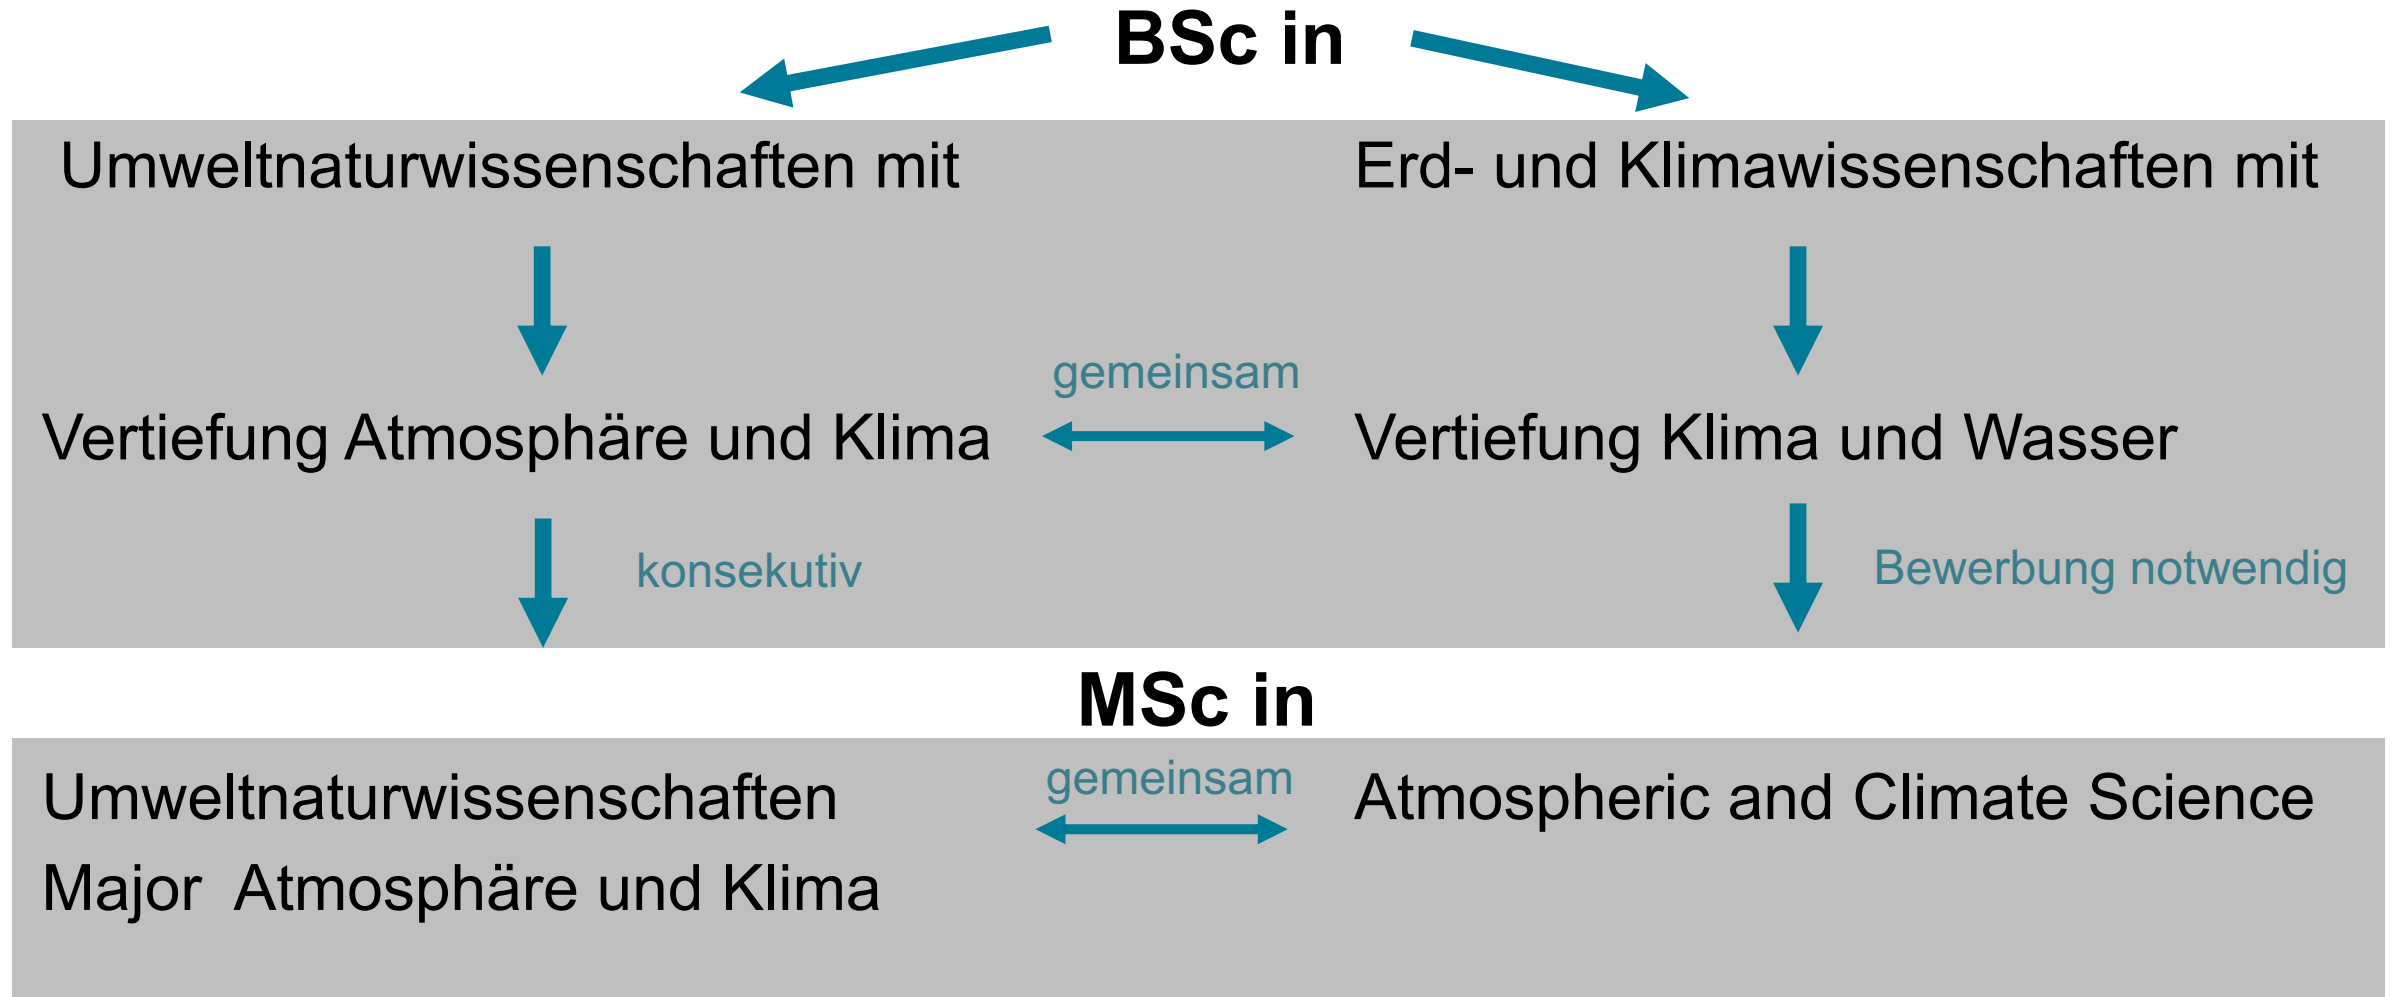 BSc in
Umweltnaturwissenschaften mit
Erd- und Klimawissenschaften mit
gemeinsam
Vertiefung Atmosphäre und Klima
Vertiefung Klima und Wasser
konsekutiv
Bewerbung notwendig
MSc in
Umweltnaturwissenschaften
gemeinsam
Atmospheric and Climate Science
Major Atmosphäre und Klima